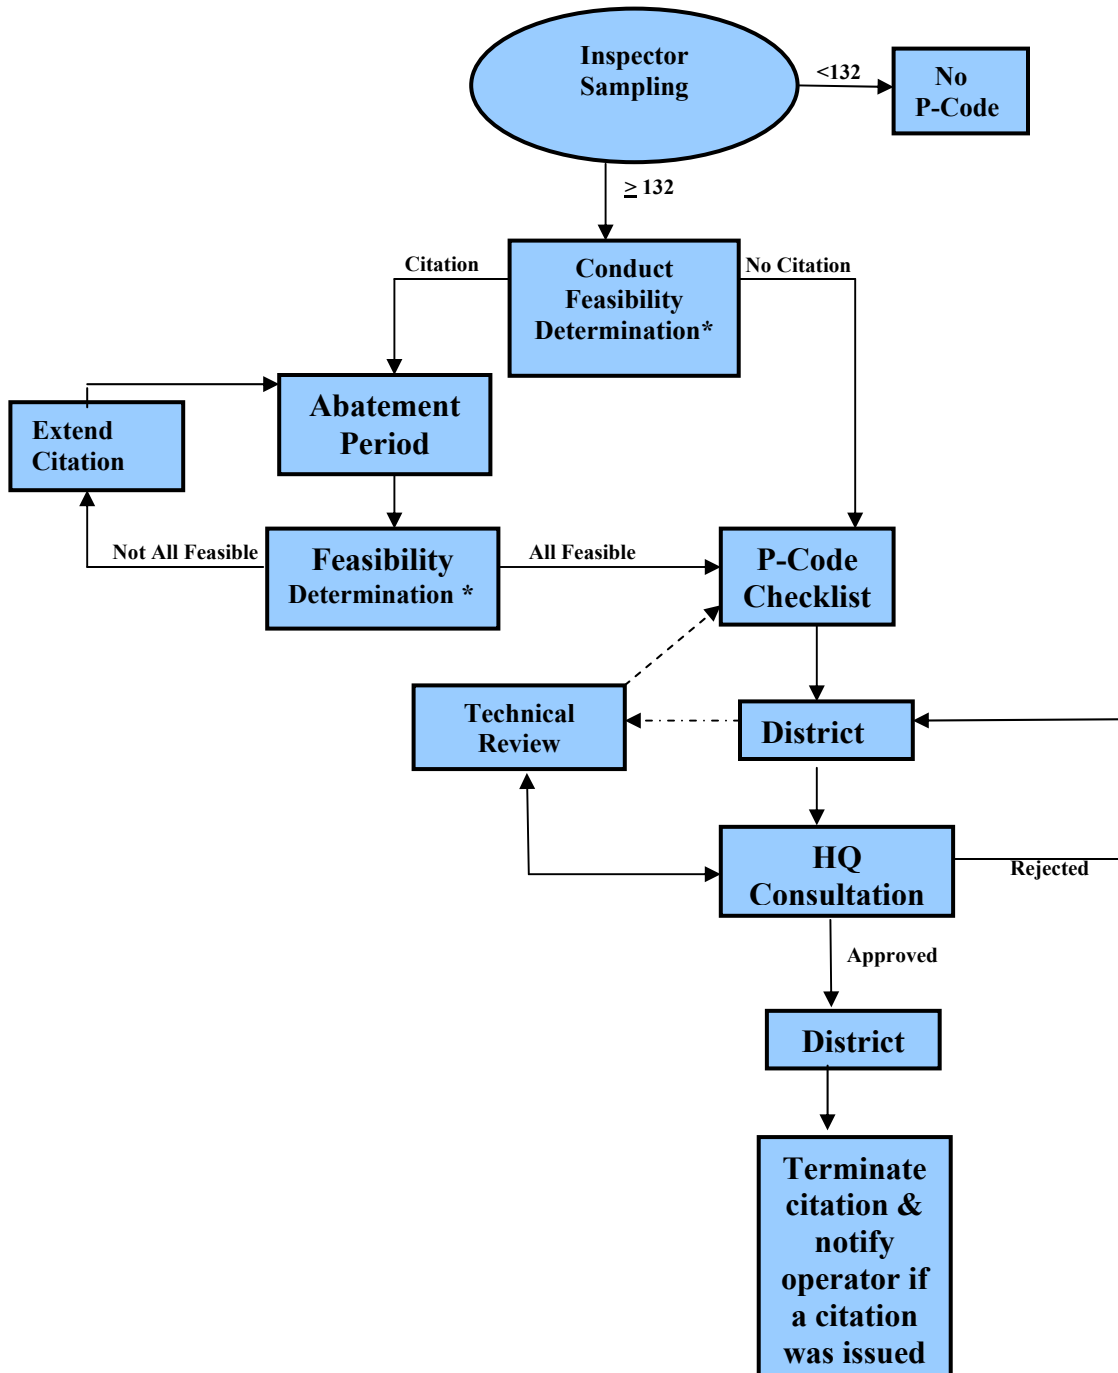 Inspector
Sampling
<132
No
P-Code
≥ 132
Citation
Conduct
Feasibility
Determination*
No Citation
Extend
Citation
Abatement
Period
Not All Feasible
Feasibility
Determination *
All Feasible
P-Code
Checklist
Technical
Review
District
HQ
Consultation
Rejected
Approved
District
Terminate
citation &
notify
operator if
a citation
was issued